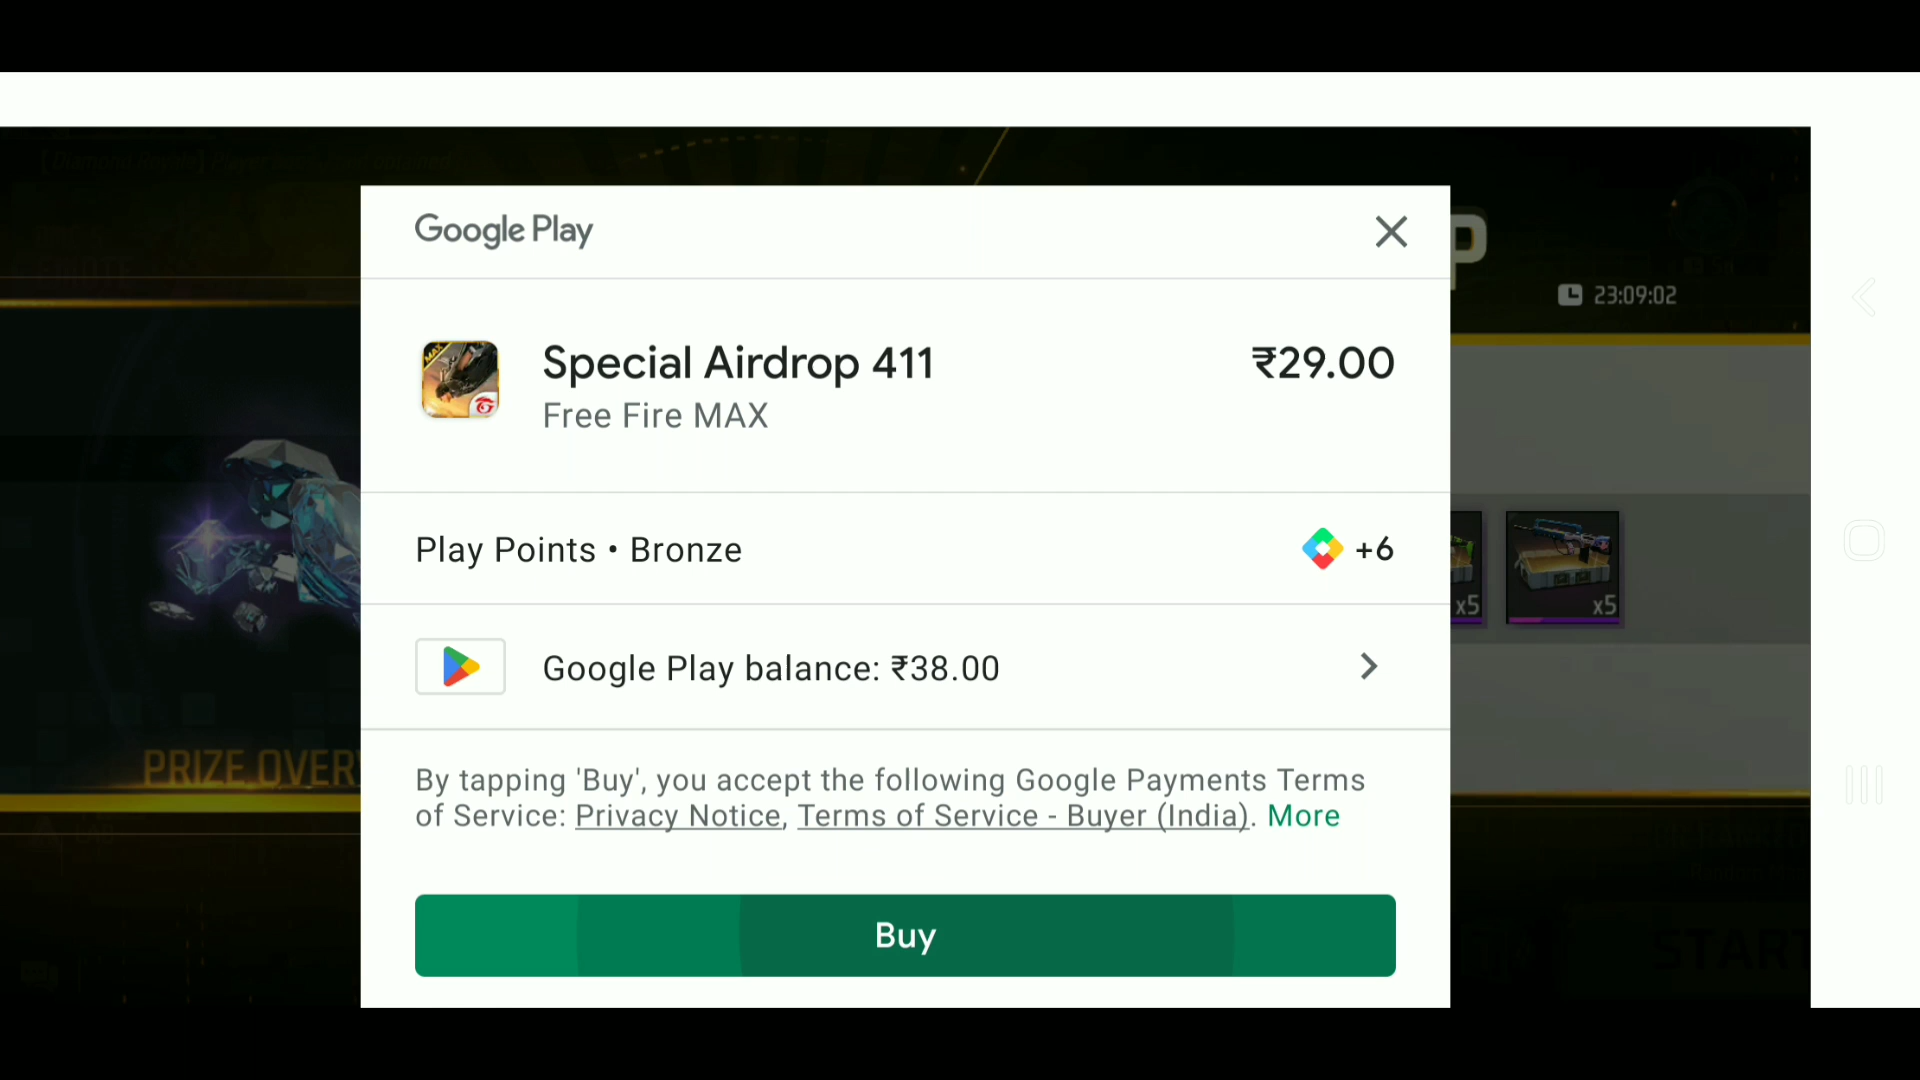 Google Play
P
23:09:02
Special Airdrop 411
₹29.00
Free Fire MAX
Play Points • Bronze
+6
x5
x5
Google Play balance: ₹38.00
PRIZE OVER
By tapping 'Buy', you accept the following Google Payments Terms
of Service: Privacy Notice, Terms of Service - Buyer (India). More
Buy
START